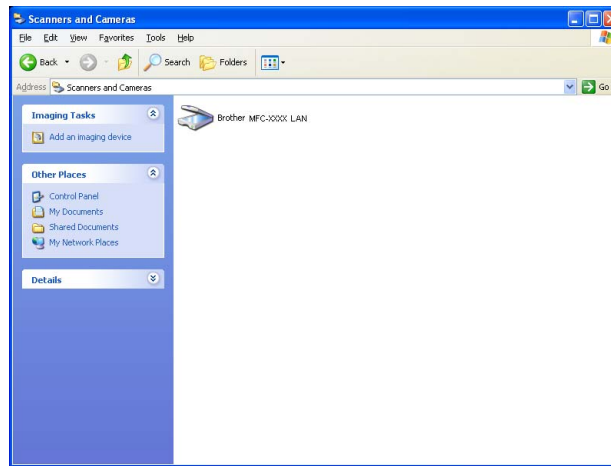 Scanners and Cameras
File Edit View Favorites Tools Help
Back Search Folders
Address Scanners and Cameras Go
Imaging Tasks
Add an imaging device
Other Places
Control Panel
My Documents
Shared Documents
My Network Places
Details
Brother MFC-XXXX LAN